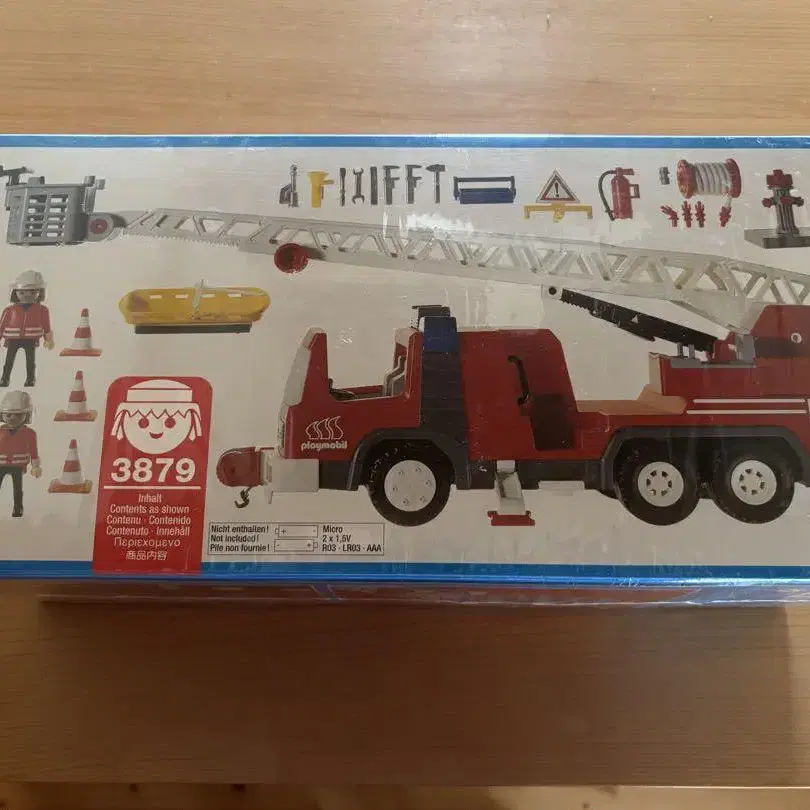 playmobil
3879
Inhalt
Contents as shown
Contenu · Contenido
Contenuto · Innehåll
Περιεχομενο
商品内容
Nicht enthalten!
Not included!
Pile non fournie!
Micro
2 x 1,5V
R03 · LR03 · AAA